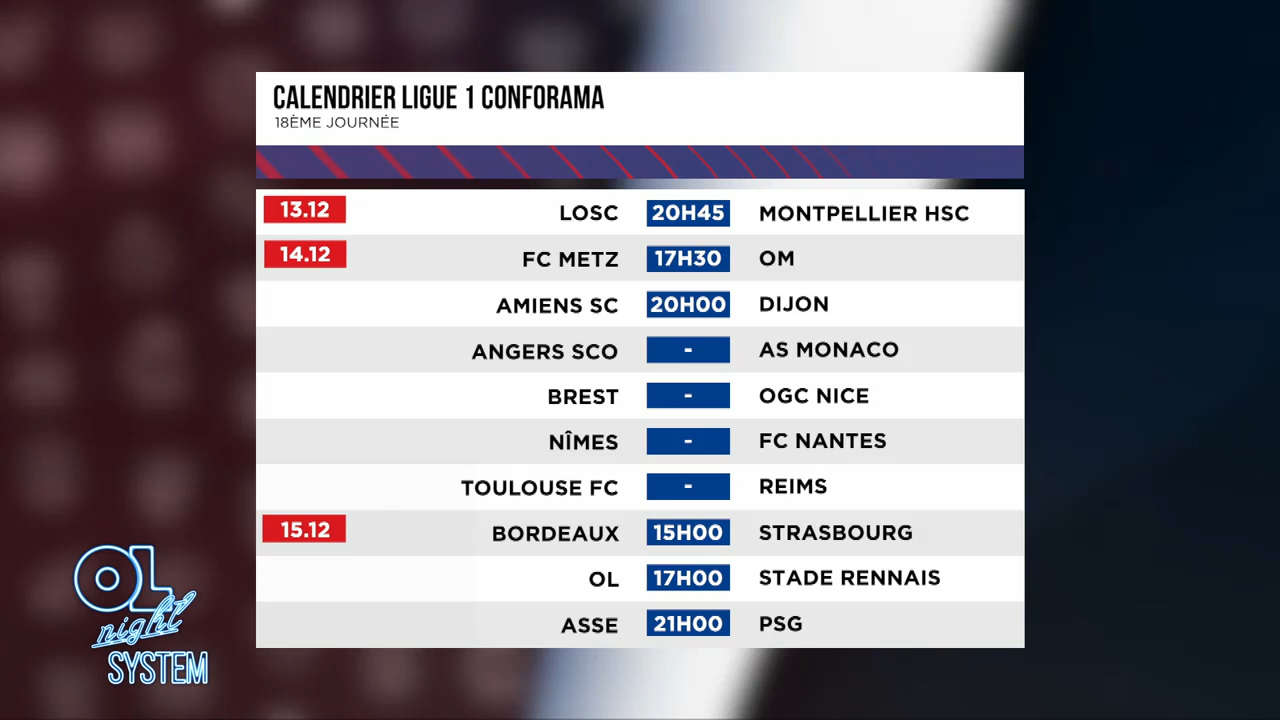 CALENDRIER LIGUE 1 CONFORAMA
18ÈME JOURNÉE
13.12 LOSC 20H45 MONTPELLIER HSC
14.12 FC METZ 17H30 OM
AMIENS SC 20H00 DIJON
ANGERS SCO - AS MONACO
BREST - OGC NICE
NÎMES - FC NANTES
TOULOUSE FC - REIMS
15.12 BORDEAUX 15H00 STRASBOURG
OL 17H00 STADE RENNAIS
ASSE 21H00 PSG
OL
night
SYSTEM